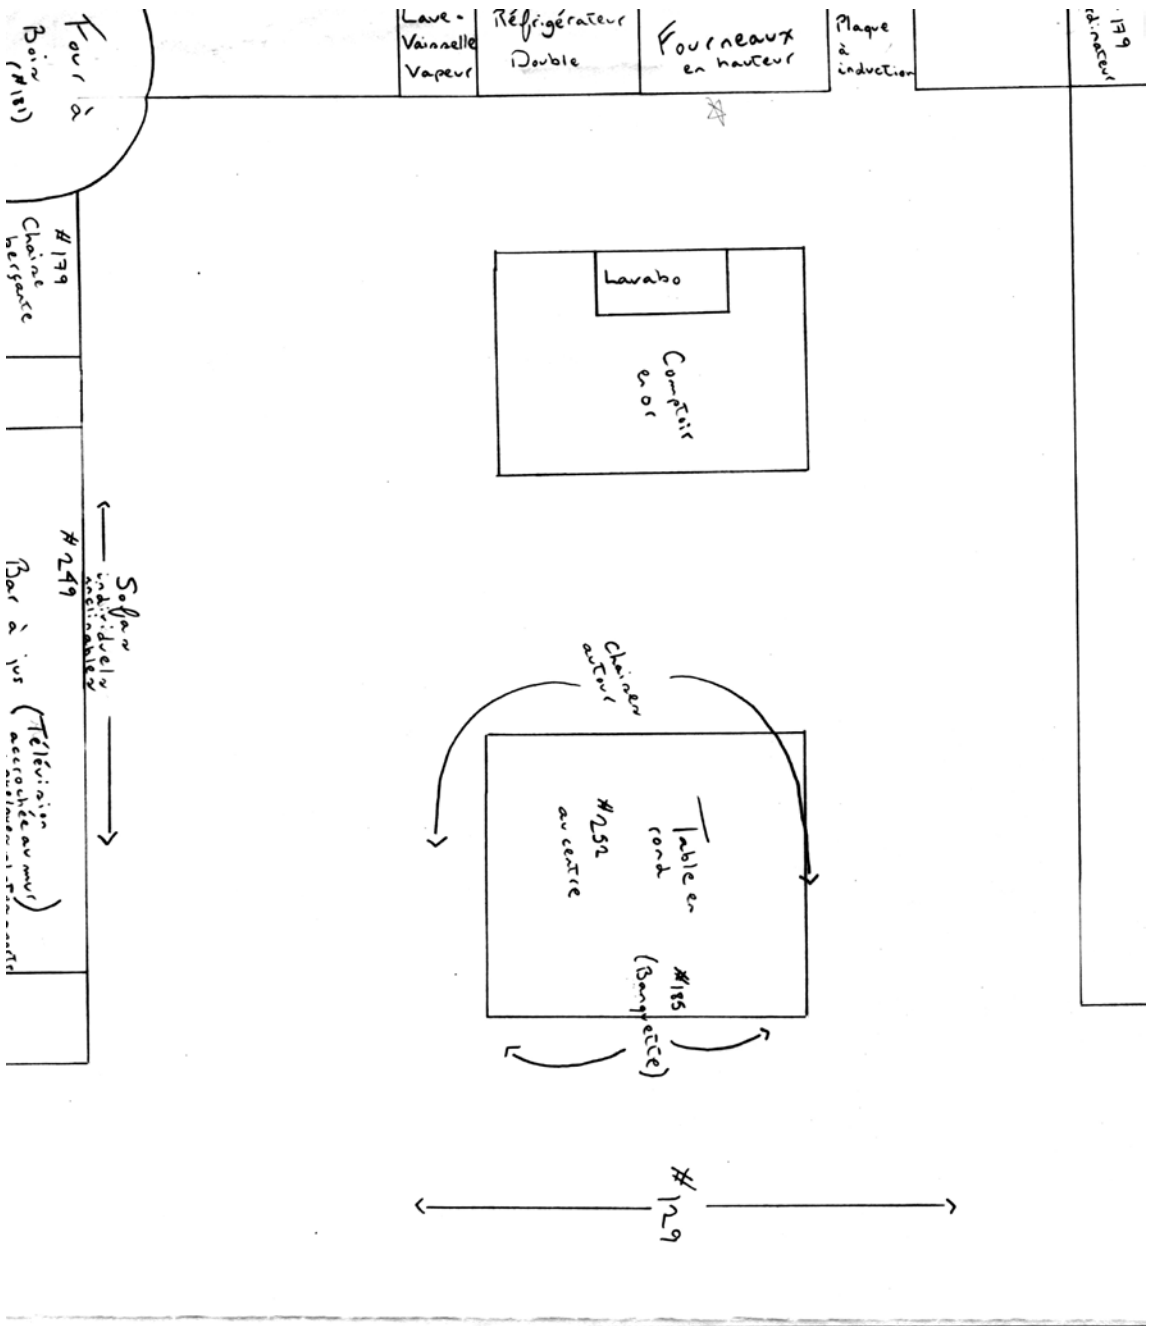 Four à
Bois
(#181)
Lave-
Vaisselle
Vapeur
Réfrigérateur
Double
Fourneaux
en hauteur
Plaque
à
induction
179
#179
Chaise
berçante
Lavabo
Comptoir
en or
#249
Bar à jus (Télévision
accrochée au mur)
Sofas
individuels
inclinables
Chaises
autour
Table en
rond
#252
au centre
#185
(Banquette)
#
129